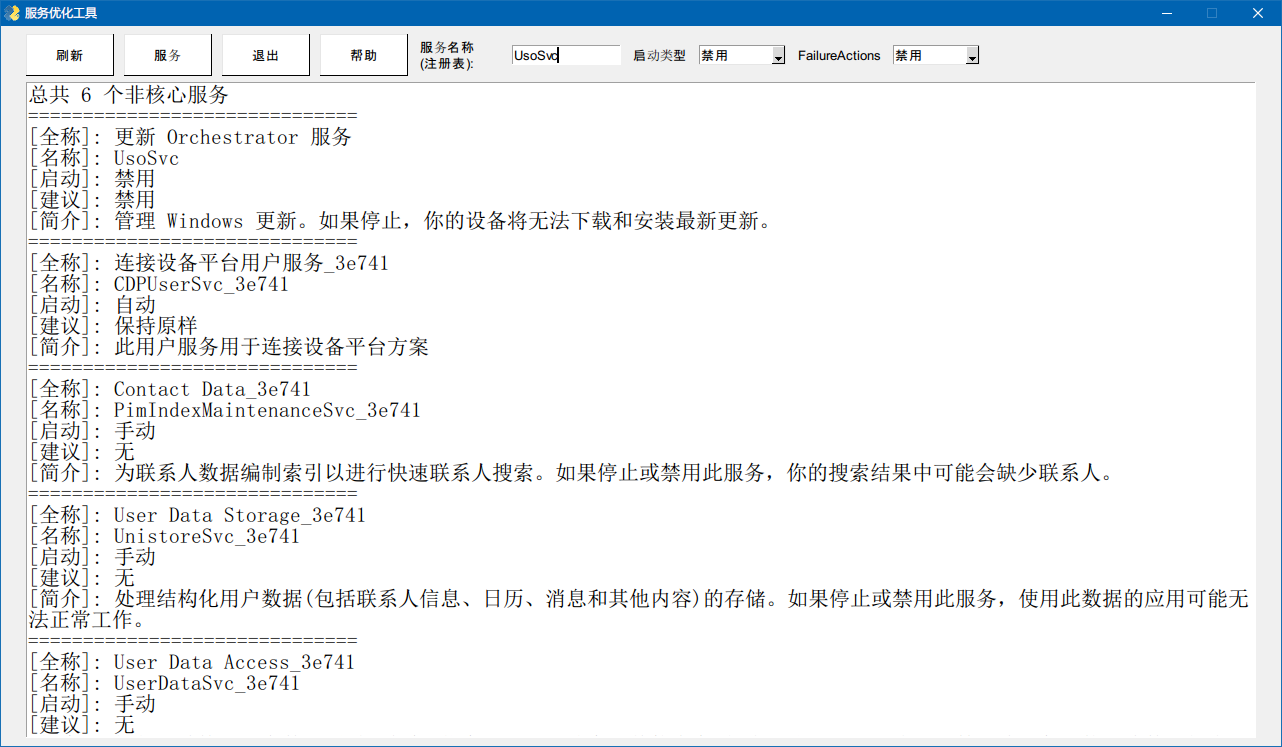 服务优化工具
刷新 服务 退出 帮助 服务名称 (注册表): UsoSvc 启动类型 禁用 FailureActions 禁用
总共 6 个非核心服务
==============================
[全称]: 更新 Orchestrator 服务
[名称]: UsoSvc
[启动]: 禁用
[建议]: 禁用
[简介]: 管理 Windows 更新。如果停止，你的设备将无法下载和安装最新更新。
==============================
[全称]: 连接设备平台用户服务_3e741
[名称]: CDPUserSvc_3e741
[启动]: 自动
[建议]: 保持原样
[简介]: 此用户服务用于连接设备平台方案
==============================
[全称]: Contact Data_3e741
[名称]: PimIndexMaintenanceSvc_3e741
[启动]: 手动
[建议]: 无
[简介]: 为联系人数据编制索引以进行快速联系人搜索。如果停止或禁用此服务，你的搜索结果中可能会缺少联系人。
==============================
[全称]: User Data Storage_3e741
[名称]: UnistoreSvc_3e741
[启动]: 手动
[建议]: 无
[简介]: 处理结构化用户数据(包括联系人信息、日历、消息和其他内容)的存储。如果停止或禁用此服务，使用此数据的应用可能无
法正常工作。
==============================
[全称]: User Data Access_3e741
[名称]: UserDataSvc_3e741
[启动]: 手动
[建议]: 无